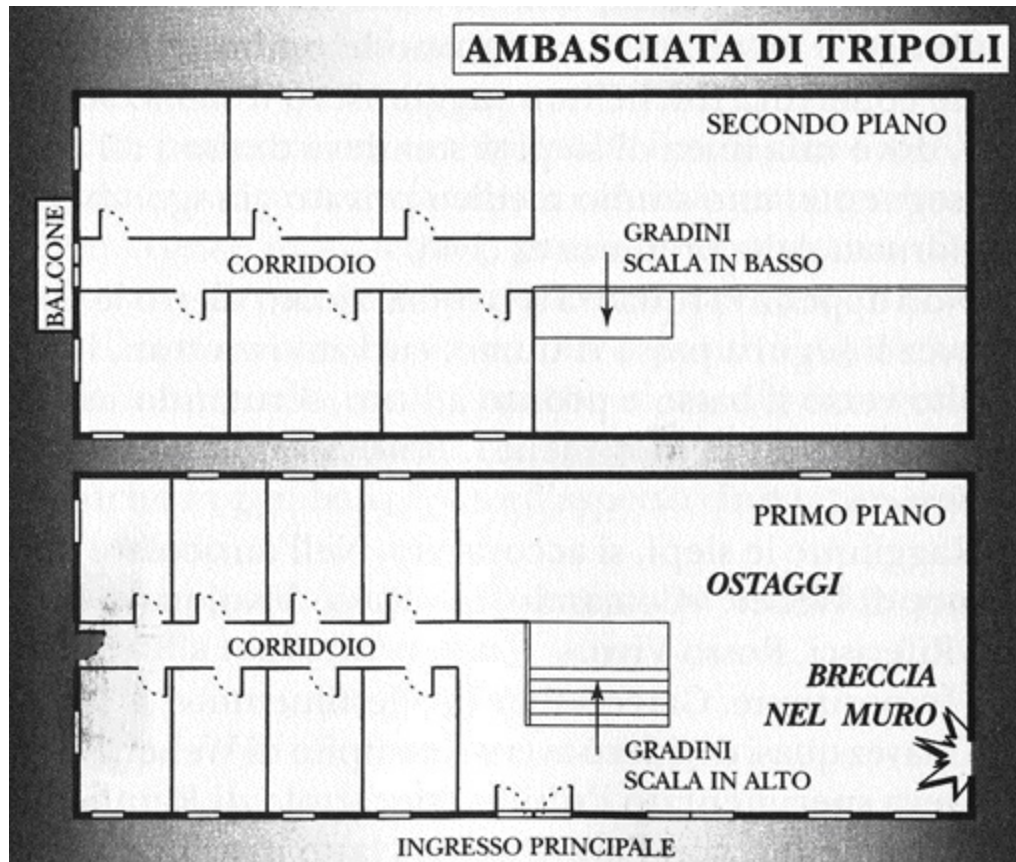 AMBASCIATA DI TRIPOLI
SECONDO PIANO
BALCONE
CORRIDOIO
GRADINI
SCALA IN BASSO
PRIMO PIANO
OSTAGGI
CORRIDOIO
BRECCIA
NEL MURO
GRADINI
SCALA IN ALTO
INGRESSO PRINCIPALE